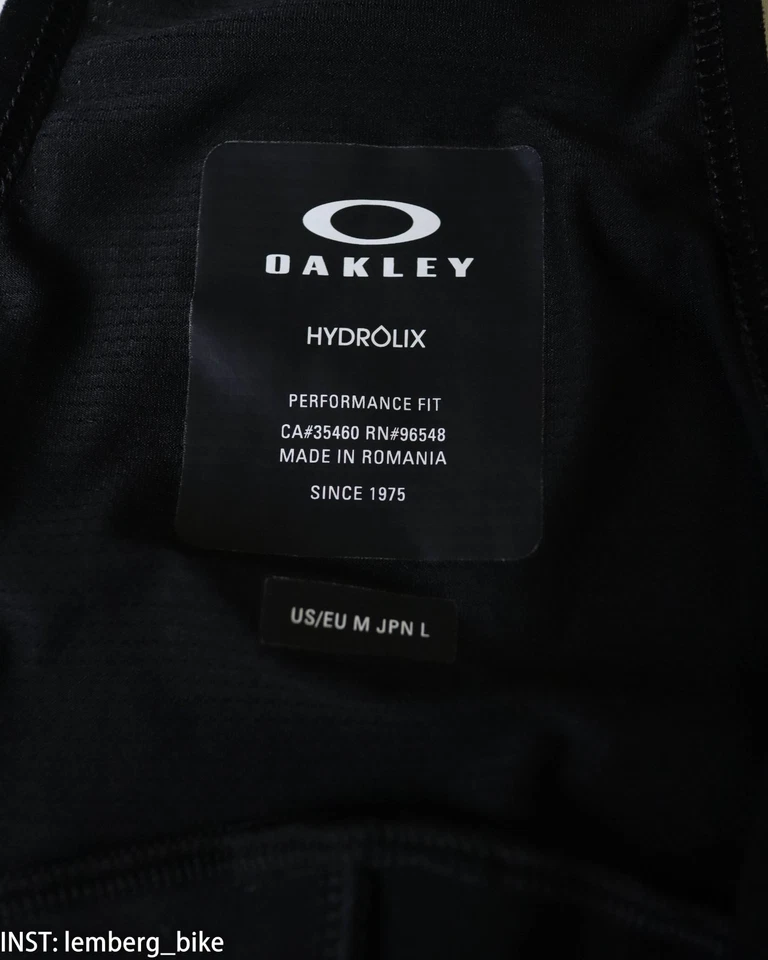 OAKLEY
HYDROLIX
PERFORMANCE FIT
CA#35460 RN#96548
MADE IN ROMANIA
SINCE 1975
US/EU M JPN L
INST: lemberg_bike